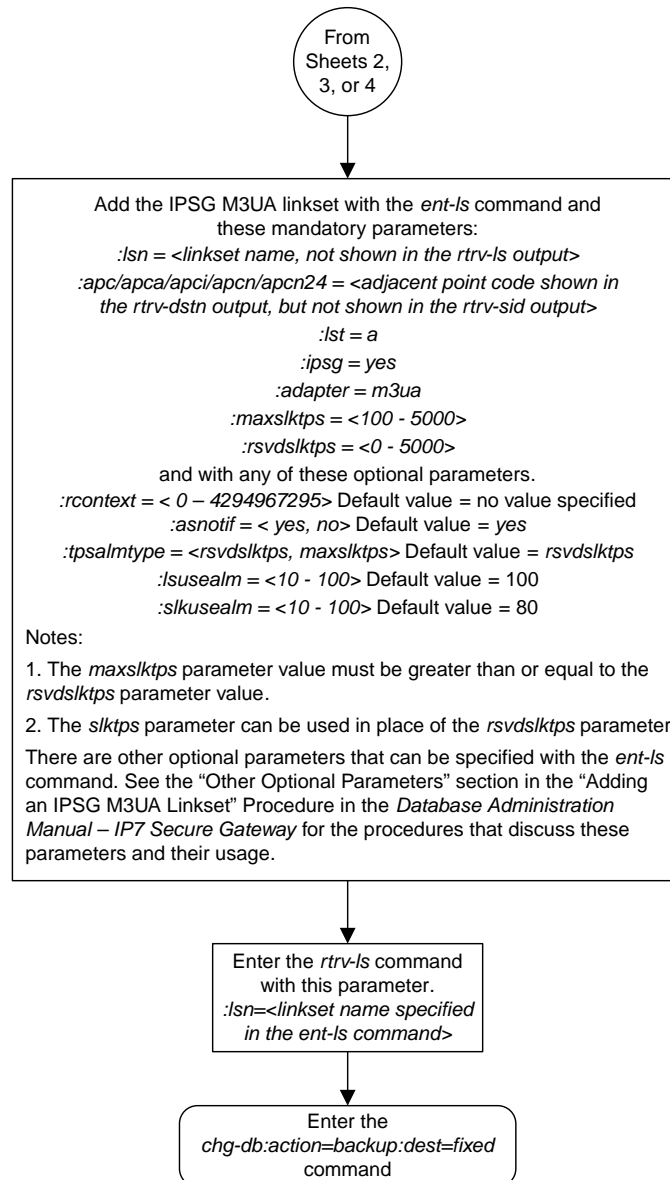 From
Sheets 2,
3, or 4
Add the IPSG M3UA linkset with the ent-ls command and
these mandatory parameters:
:lsn = <linkset name, not shown in the rtrv-ls output>
:apc/apca/apci/apcn/apcn24 = <adjacent point code shown in
the rtrv-dstn output, but not shown in the rtrv-sid output>
:lst = a
:ipsg = yes
:adapter = m3ua
:maxslktps = <100 - 5000>
:rsvdslktps = <0 - 5000>
and with any of these optional parameters.
:rcontext = < 0 – 4294967295> Default value = no value specified
:asnotif = < yes, no> Default value = yes
:tpsalmtype = <rsvdslktps, maxslktps> Default value = rsvdslktps
:lsusealm = <10 - 100> Default value = 100
:slkusealm = <10 - 100> Default value = 80
Notes:
1. The maxslktps parameter value must be greater than or equal to the
rsvdslktps parameter value.
2. The slktps parameter can be used in place of the rsvdslktps parameter
There are other optional parameters that can be specified with the ent-ls
command. See the “Other Optional Parameters” section in the “Adding
an IPSG M3UA Linkset” Procedure in the Database Administration
Manual – IP7 Secure Gateway for the procedures that discuss these
parameters and their usage.
Enter the rtrv-ls command
with this parameter.
:lsn=<linkset name specified
in the ent-ls command>
Enter the
chg-db:action=backup:dest=fixed
command